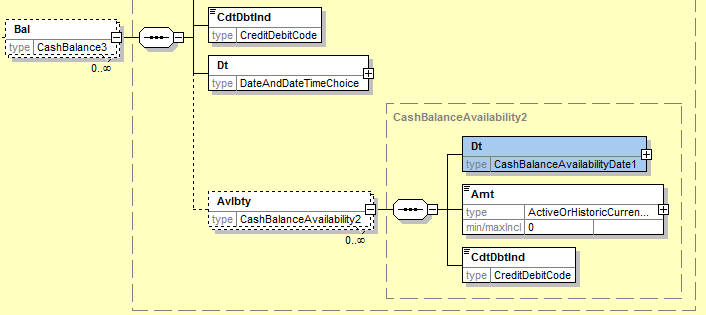 Bal
type CashBalance3
0..∞
CdtDbtInd
type CreditDebitCode
Dt
type DateAndDateTimeChoice
Avlbty
type CashBalanceAvailability2
0..∞
CashBalanceAvailability2
Dt
type CashBalanceAvailabilityDate1
Amt
type ActiveOrHistoricCurren...
min/maxIncl 0
CdtDbtInd
type CreditDebitCode